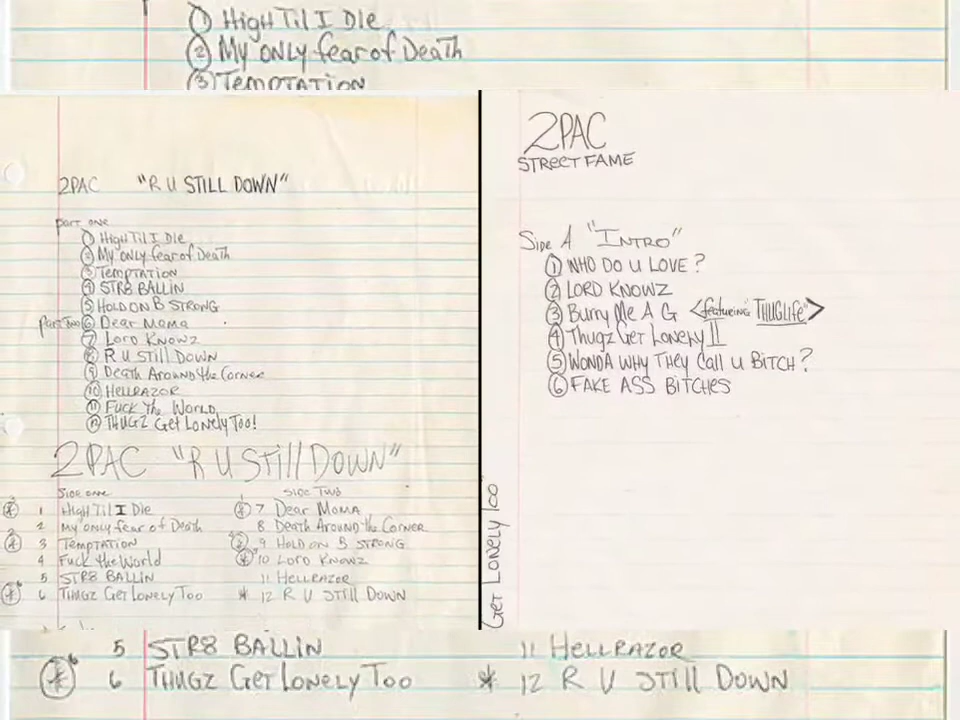 ① High Til I Die
② My only fear of Death
③ Temptation
2PAC "R U STILL DOWN"
part one
① High Til I Die
② My only fear of Death
③ Temptation
④ STR8 BALLIN
⑤ HOLD ON B STRONG
part two ⑥ Dear Mama
⑦ Lord Knowz
⑧ R U Still Down
⑨ Death Around the Corner
⑩ Hellrazor
⑪ Fuck the World
⑫ THUGZ Get Lonely Too!
2PAC "R U Still Down"
Side one
1 High Til I Die
2 My only fear of Death
3 Temptation
4 Fuck the World
5 STR8 BALLIN
6 Thugz Get Lonely Too
Side Two
7 Dear Moma
8 Death Around the Corner
9 HOLD ON B STRONG
10 Lord Knowz
11 Hellrazor
* 12 R U STILL DOWN
2PAC
STREET FAME
Side A "INTRO"
① WHO DO U LOVE?
② LORD KNOWZ
③ Burry Me A G <featuring THUGLife>
④ Thugz Get Lonely II
⑤ WONDA WHY THEY Call U BITCH?
⑥ FAKE ASS BITCHES
Get Lonely Too
5 STR8 BALLIN
6 Thugz Get Lonely Too
11 Hellrazor
* 12 R U STILL DOWN